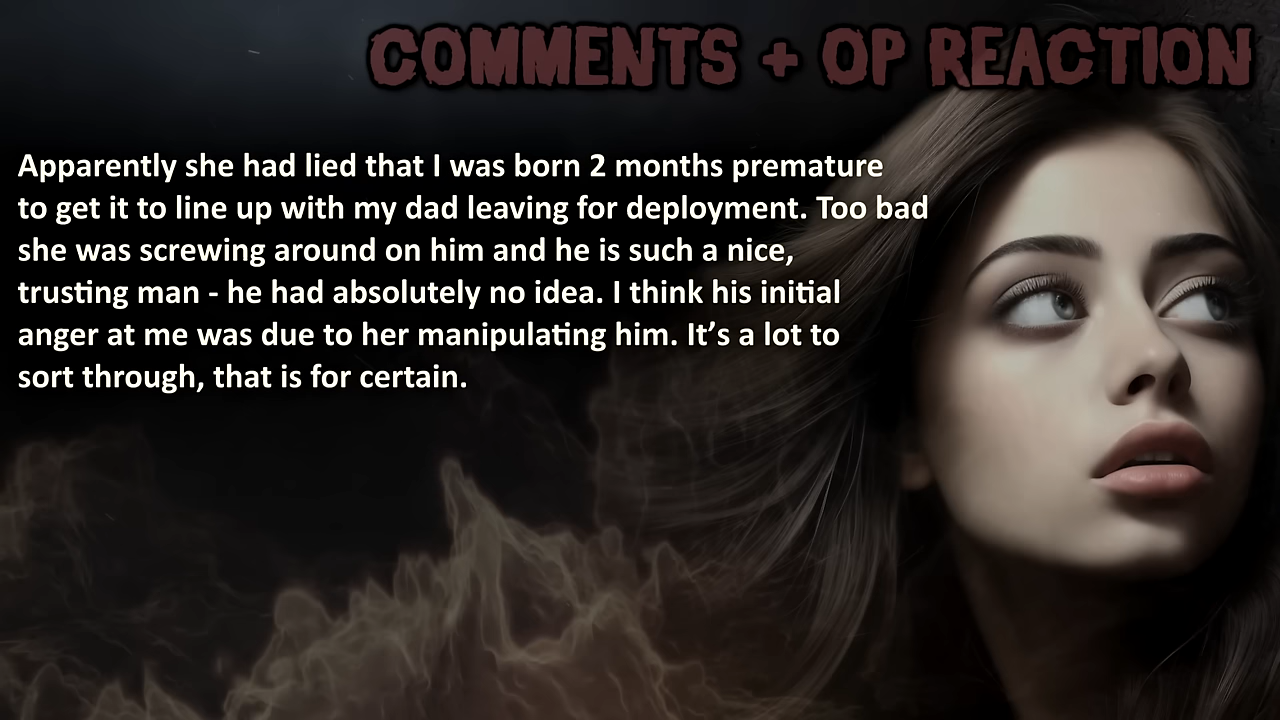 COMMENTS + OP REACTION
Apparently she had lied that I was born 2 months premature
to get it to line up with my dad leaving for deployment. Too bad
she was screwing around on him and he is such a nice,
trusting man - he had absolutely no idea. I think his initial
anger at me was due to her manipulating him. It’s a lot to
sort through, that is for certain.